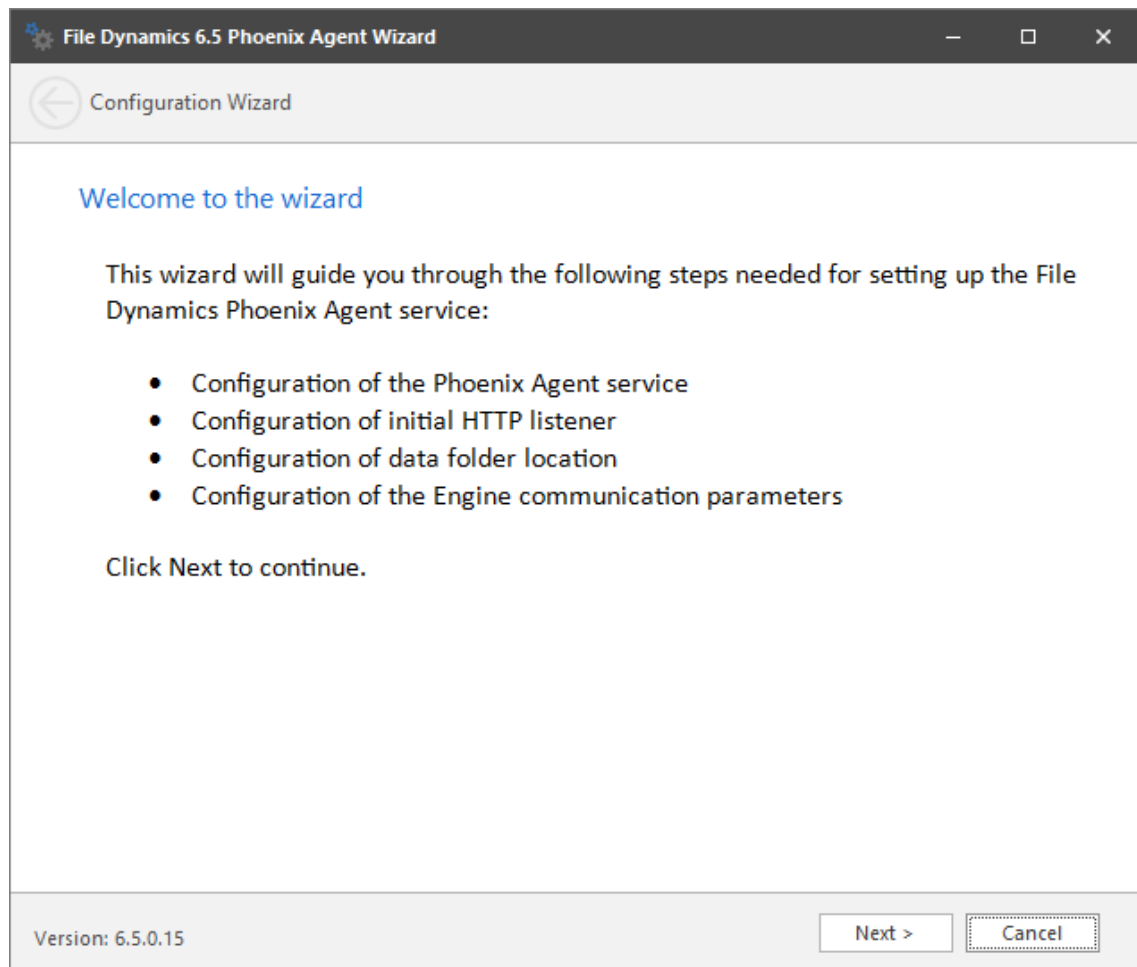 File Dynamics 6.5 Phoenix Agent Wizard
Configuration Wizard
Welcome to the wizard
This wizard will guide you through the following steps needed for setting up the File
Dynamics Phoenix Agent service:
• Configuration of the Phoenix Agent service
• Configuration of initial HTTP listener
• Configuration of data folder location
• Configuration of the Engine communication parameters
Click Next to continue.
Version: 6.5.0.15
Next >
Cancel